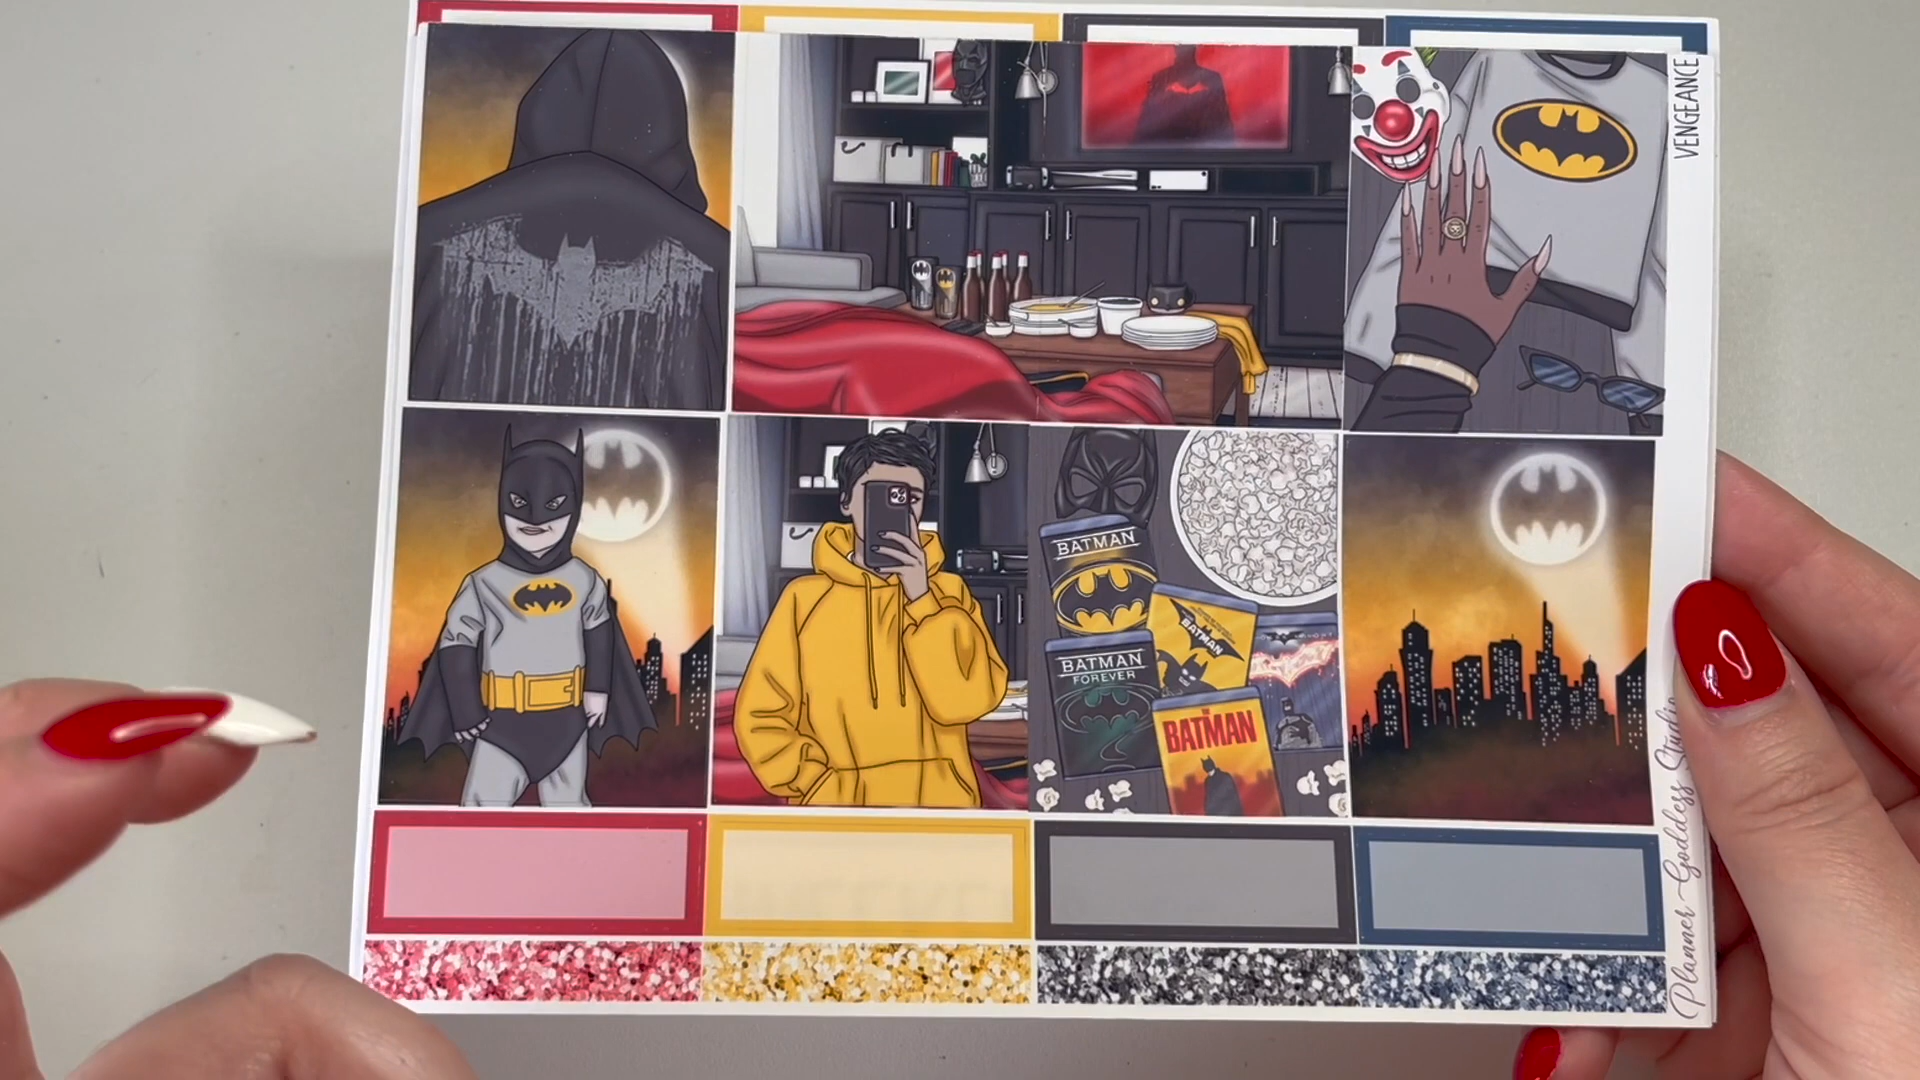 VENGEANCE
BATMAN
BATMAN
BATMAN
FOREVER
THE
BATMAN
Planner Goddess Studio